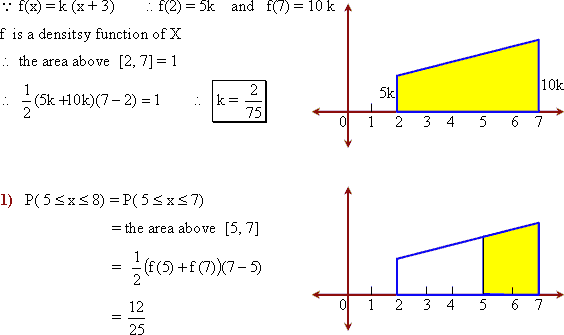 ∵ f(x) = k (x + 3) ∴ f(2) = 5k and f(7) = 10 k
f is a densitsy function of X
∴ the area above [2, 7] = 1
∴ 1/2 (5k + 10k)(7 − 2) = 1 ∴ k = 2/75
5k 10k
0 1 2 3 4 5 6 7
1) P( 5 ≤ x ≤ 8) = P( 5 ≤ x ≤ 7)
= the area above [5, 7]
= 1/2 (f(5) + f(7))(7 − 5)
= 12/25
0 1 2 3 4 5 6 7